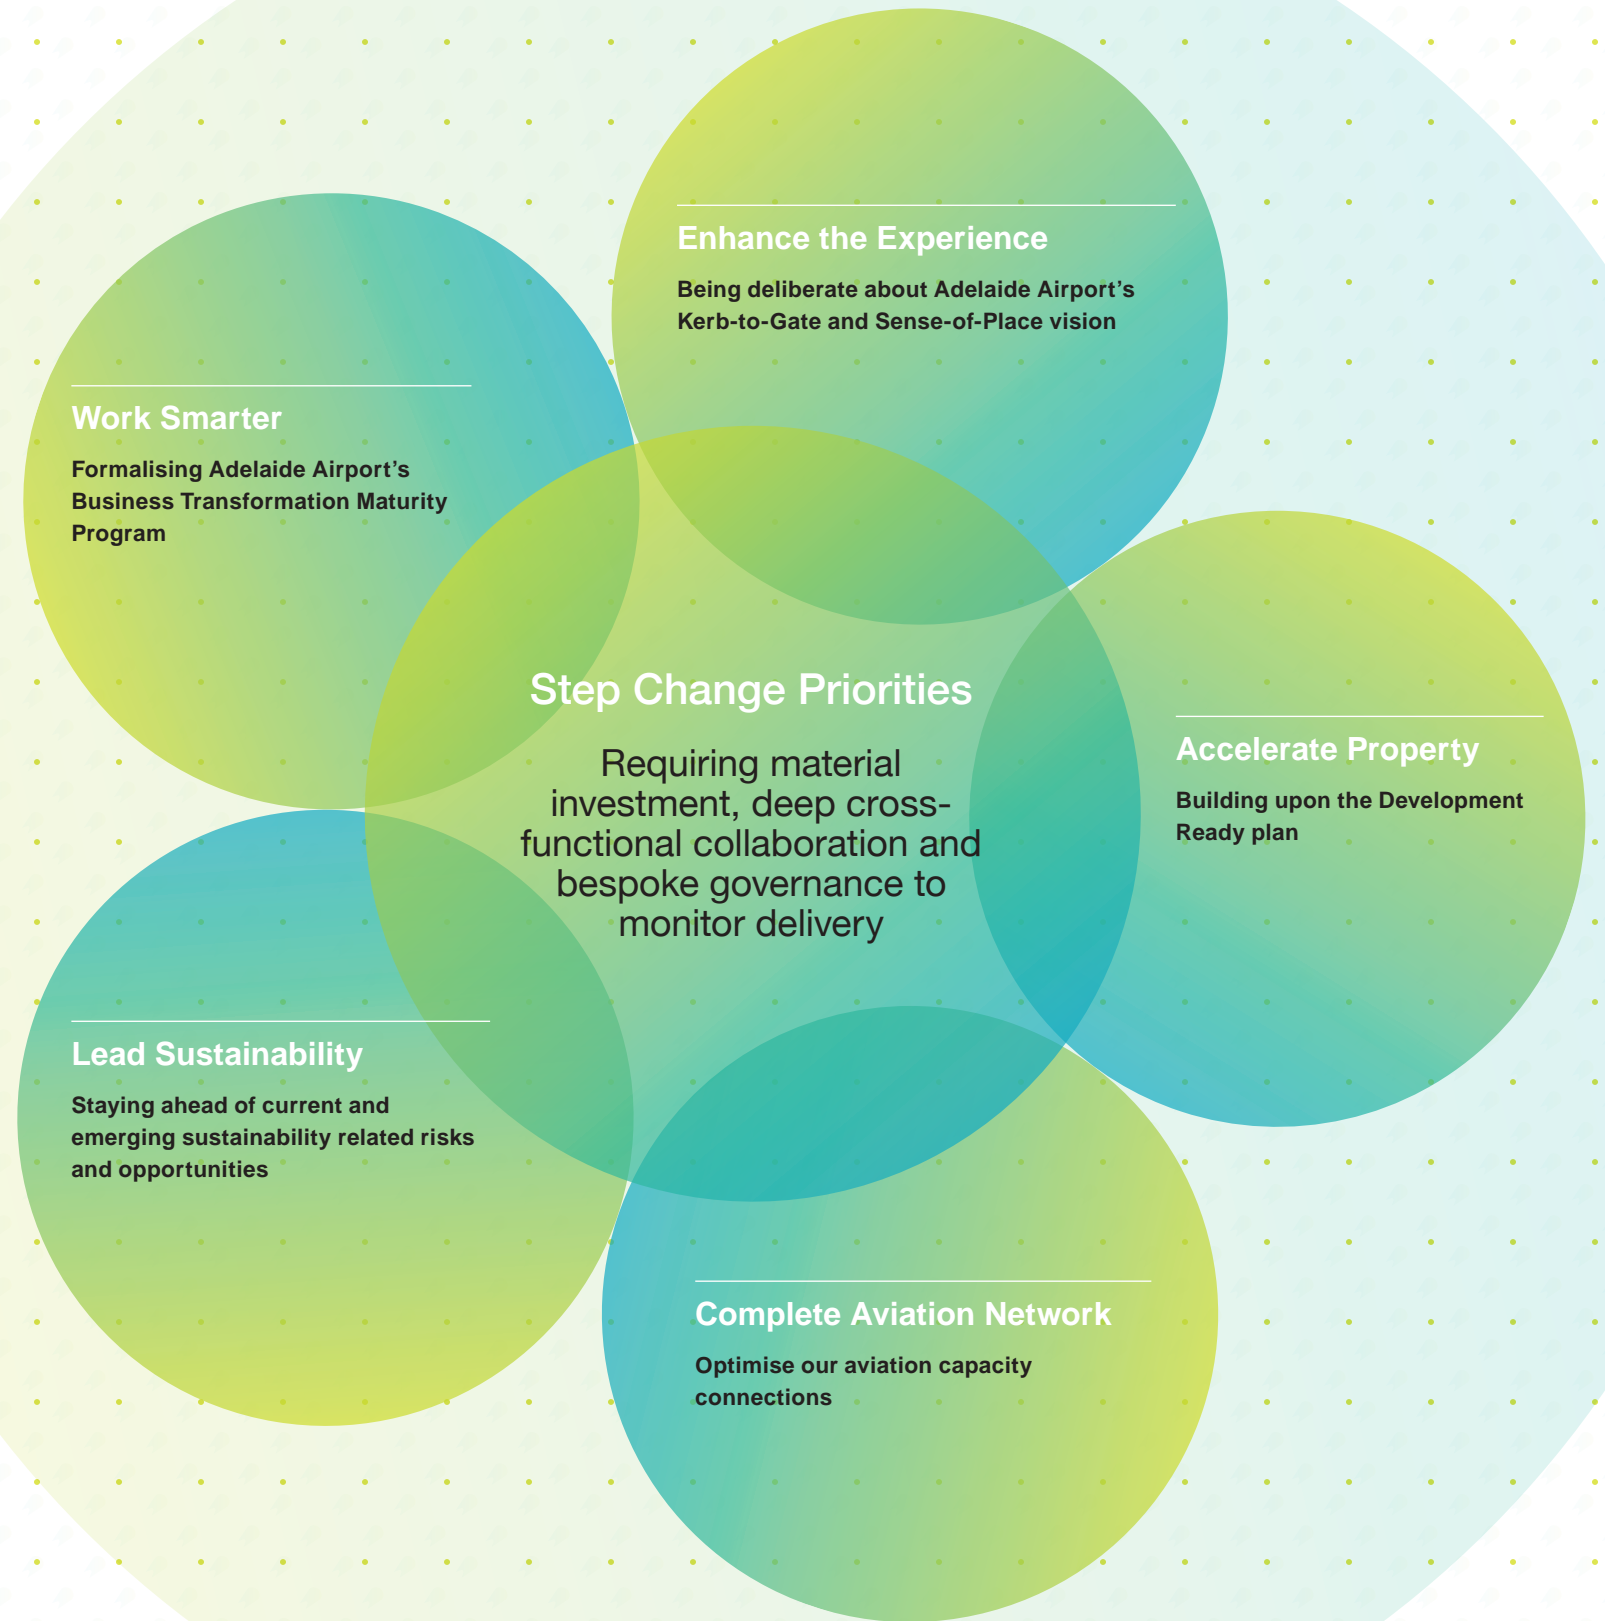 Enhance the Experience
Being deliberate about Adelaide Airport’s
Kerb-to-Gate and Sense-of-Place vision
Work Smarter
Formalising Adelaide Airport’s
Business Transformation Maturity
Program
Step Change Priorities
Requiring material
investment, deep cross-
functional collaboration and
bespoke governance to
monitor delivery
Accelerate Property
Building upon the Development
Ready plan
Lead Sustainability
Staying ahead of current and
emerging sustainability related risks
and opportunities
Complete Aviation Network
Optimise our aviation capacity
connections